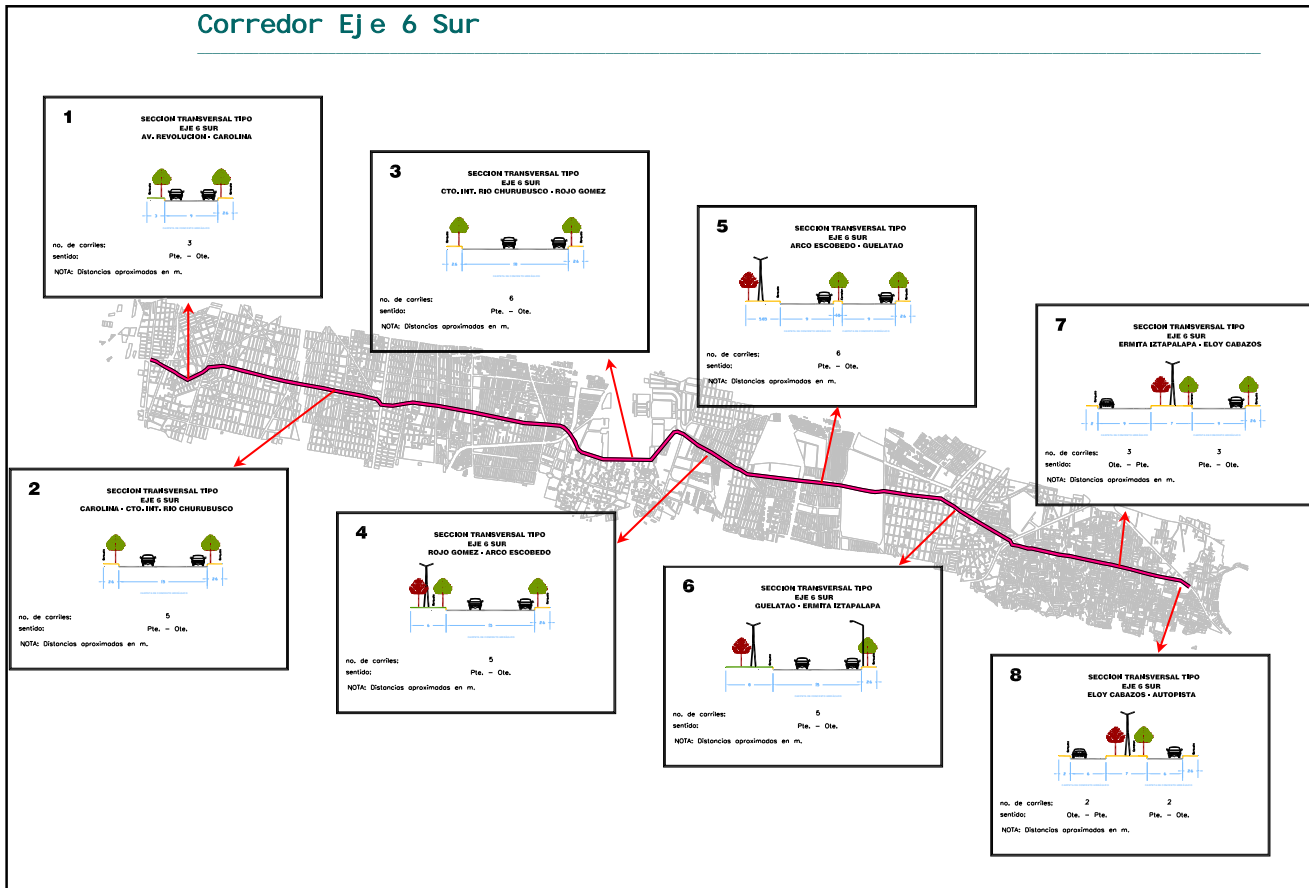 Corredor Eje 6 Sur
1
SECCION TRANSVERSAL TIPO
EJE 6 SUR
AV. REVOLUCION - CAROLINA
no. de carriles: 3
sentido: Pte. - Ote.
NOTA: Distancias aproximadas en m.
2
SECCION TRANSVERSAL TIPO
EJE 6 SUR
CAROLINA - CTO. INT. RIO CHURUBUSCO
no. de carriles: 5
sentido: Pte. - Ote.
NOTA: Distancias aproximadas en m.
3
SECCION TRANSVERSAL TIPO
EJE 6 SUR
CTO. INT. RIO CHURUBUSCO - ROJO GOMEZ
no. de carriles: 6
sentido: Pte. - Ote.
NOTA: Distancias aproximadas en m.
4
SECCION TRANSVERSAL TIPO
EJE 6 SUR
ROJO GOMEZ - ARCO ESCOBEDO
no. de carriles: 5
sentido: Pte. - Ote.
NOTA: Distancias aproximadas en m.
5
SECCION TRANSVERSAL TIPO
EJE 6 SUR
ARCO ESCOBEDO - GUELATAO
no. de carriles: 6
sentido: Pte. - Ote.
NOTA: Distancias aproximadas en m.
6
SECCION TRANSVERSAL TIPO
EJE 6 SUR
GUELATAO - ERMITA IZTAPALAPA
no. de carriles: 5
sentido: Pte. - Ote.
NOTA: Distancias aproximadas en m.
7
SECCION TRANSVERSAL TIPO
EJE 6 SUR
ERMITA IZTAPALAPA - ELOY CABAZOS
no. de carriles: 3 3
sentido: Ote. - Pte. Pte. - Ote.
NOTA: Distancias aproximadas en m.
8
SECCION TRANSVERSAL TIPO
EJE 6 SUR
ELOY CABAZOS - AUTOPISTA
no. de carriles: 2 2
sentido: Ote. - Pte. Pte. - Ote.
NOTA: Distancias aproximadas en m.